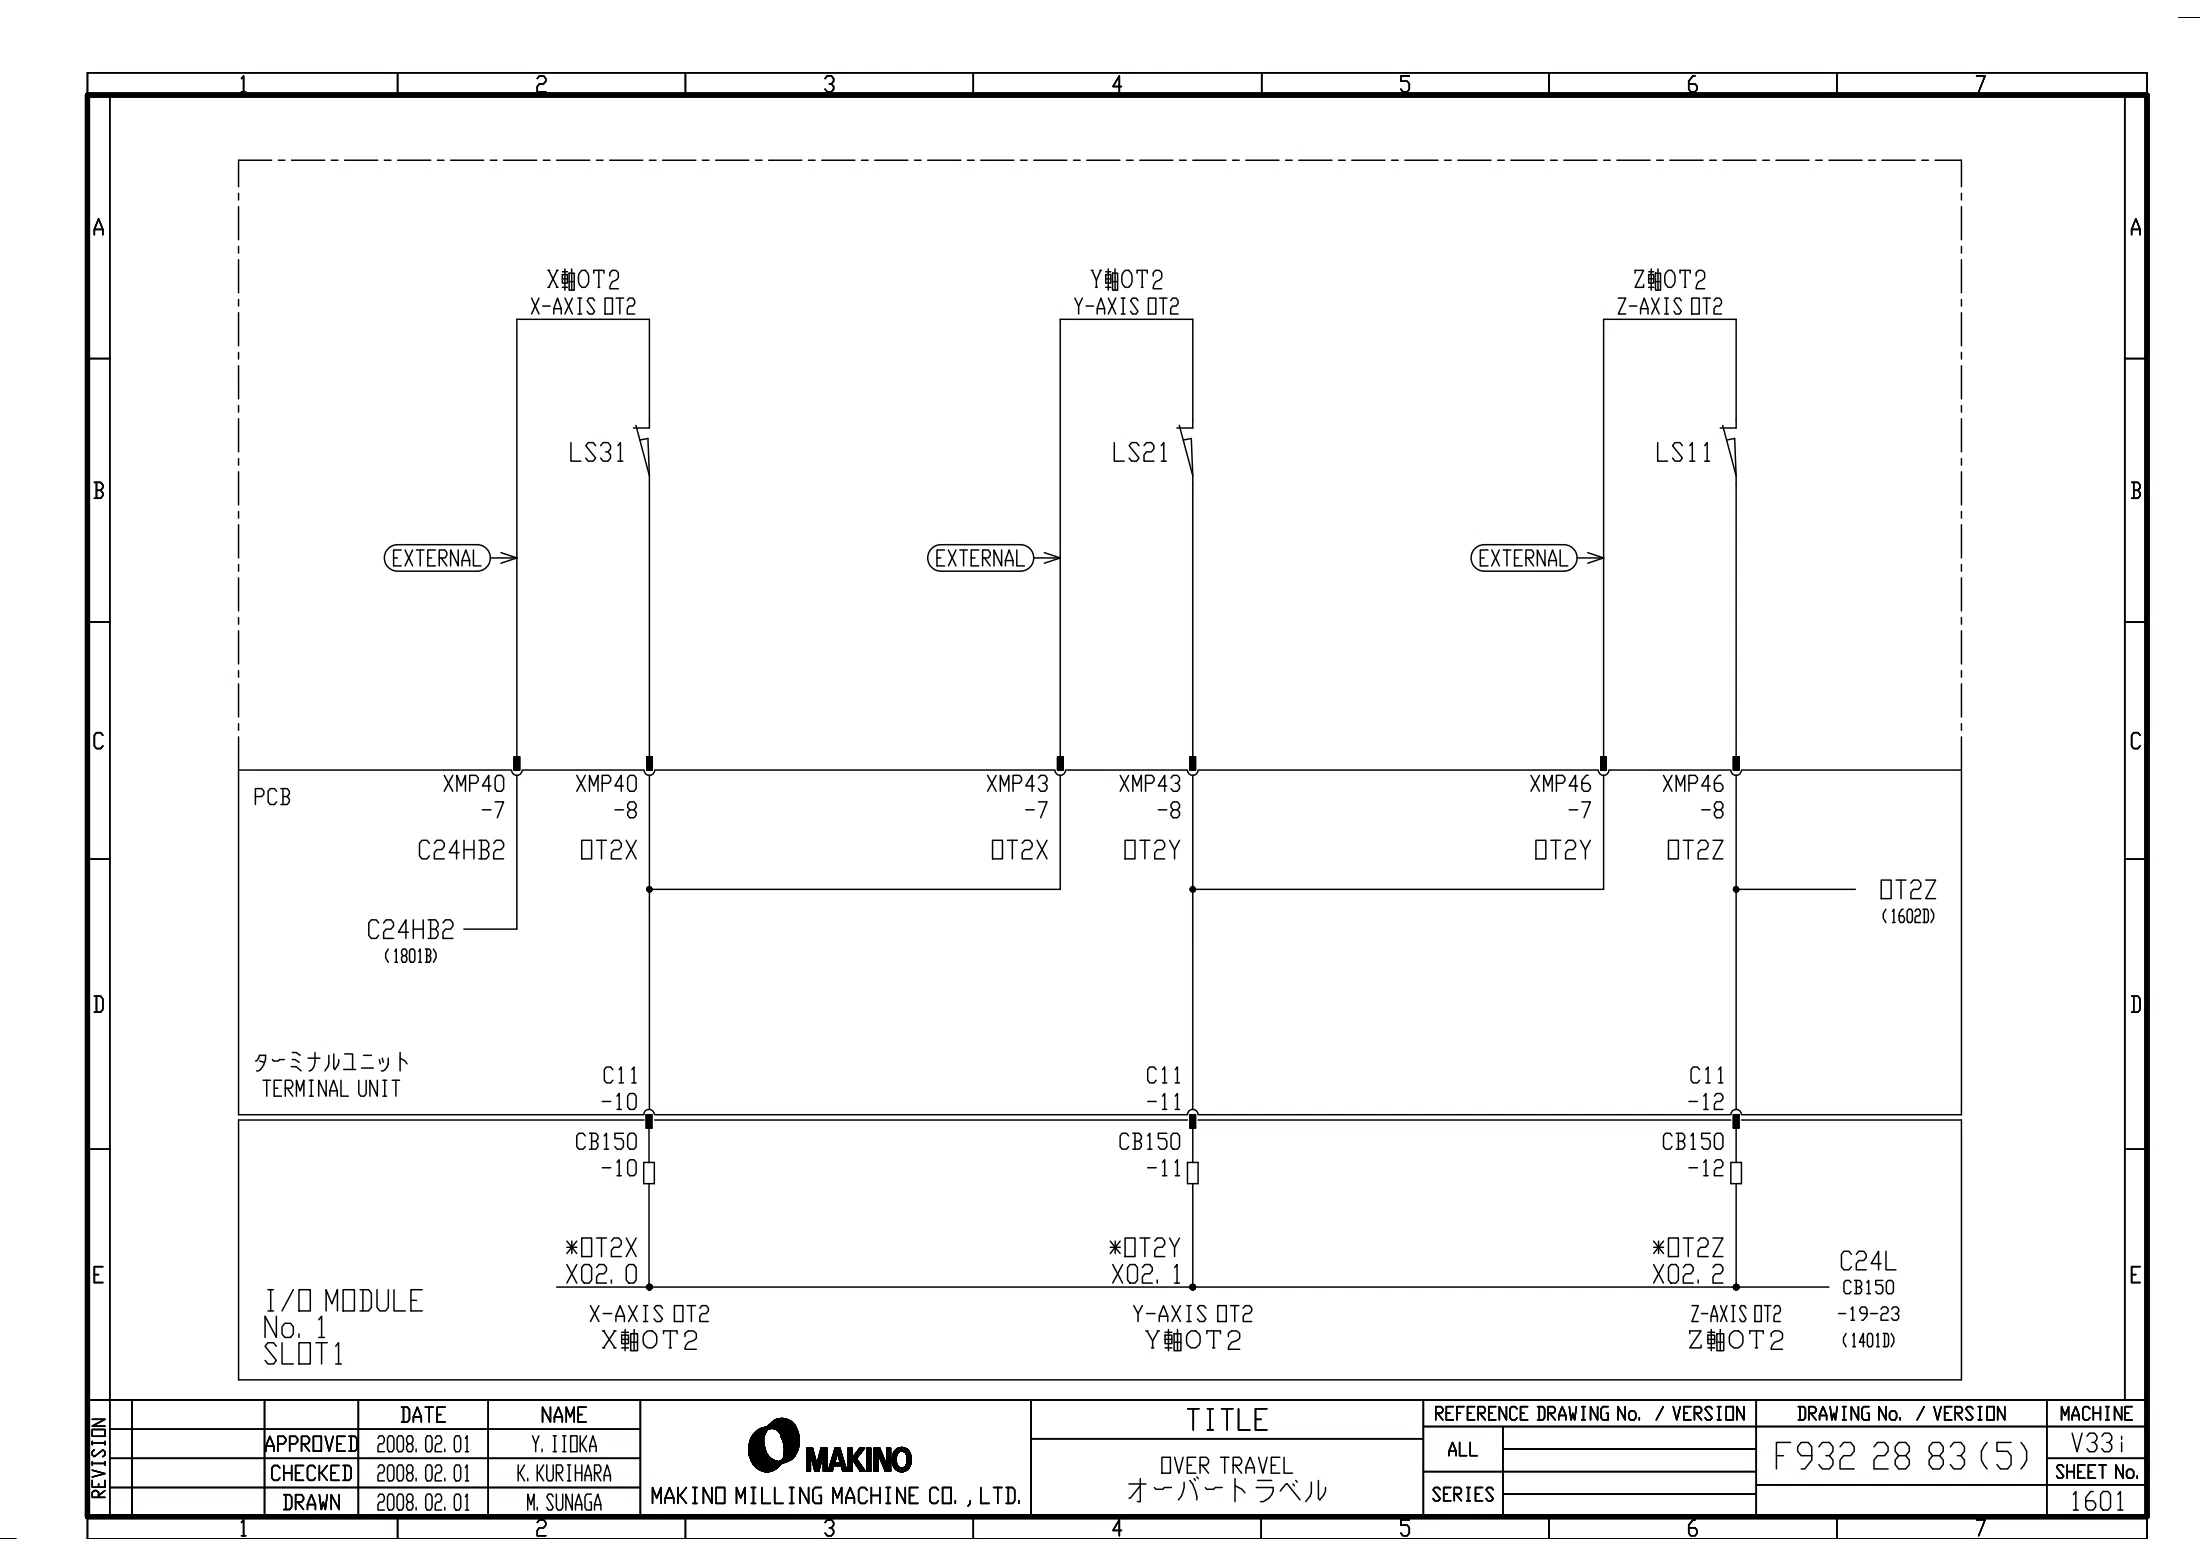 1 2 3 4 5 6 7
A A
X軸OT2 Y軸OT2 Z軸OT2
X-AXIS OT2 Y-AXIS OT2 Z-AXIS OT2
LS31 LS21 LS11
B B
EXTERNAL EXTERNAL EXTERNAL
C C
PCB
XMP40 XMP40 XMP43 XMP43 XMP46 XMP46
-7 -8 -7 -8 -7 -8
C24HB2 OT2X OT2X OT2Y OT2Y OT2Z
OT2Z
(1602D)
C24HB2
(1801B)
D D
ターミナルユニット
TERMINAL UNIT
C11 C11 C11
-10 -11 -12
CB150 CB150 CB150
-10 -11 -12
*OT2X *OT2Y *OT2Z
X02.0 X02.1 X02.2
C24L
CB150
-19-23
(1401D)
E E
I/O MODULE
No. 1
SLOT1
X-AXIS OT2 Y-AXIS OT2 Z-AXIS OT2
X軸OT2 Y軸OT2 Z軸OT2
REVISION
DATE NAME
APPROVED 2008.02.01 Y. IIOKA
CHECKED 2008.02.01 K. KURIHARA
DRAWN 2008.02.01 M. SUNAGA
MAKINO
MAKINO MILLING MACHINE CO., LTD.
TITLE
OVER TRAVEL
オーバートラベル
REFERENCE DRAWING No. / VERSION
ALL
SERIES
DRAWING No. / VERSION
F932 28 83(5)
MACHINE
V33i
SHEET No.
1601
1 2 3 4 5 6 7